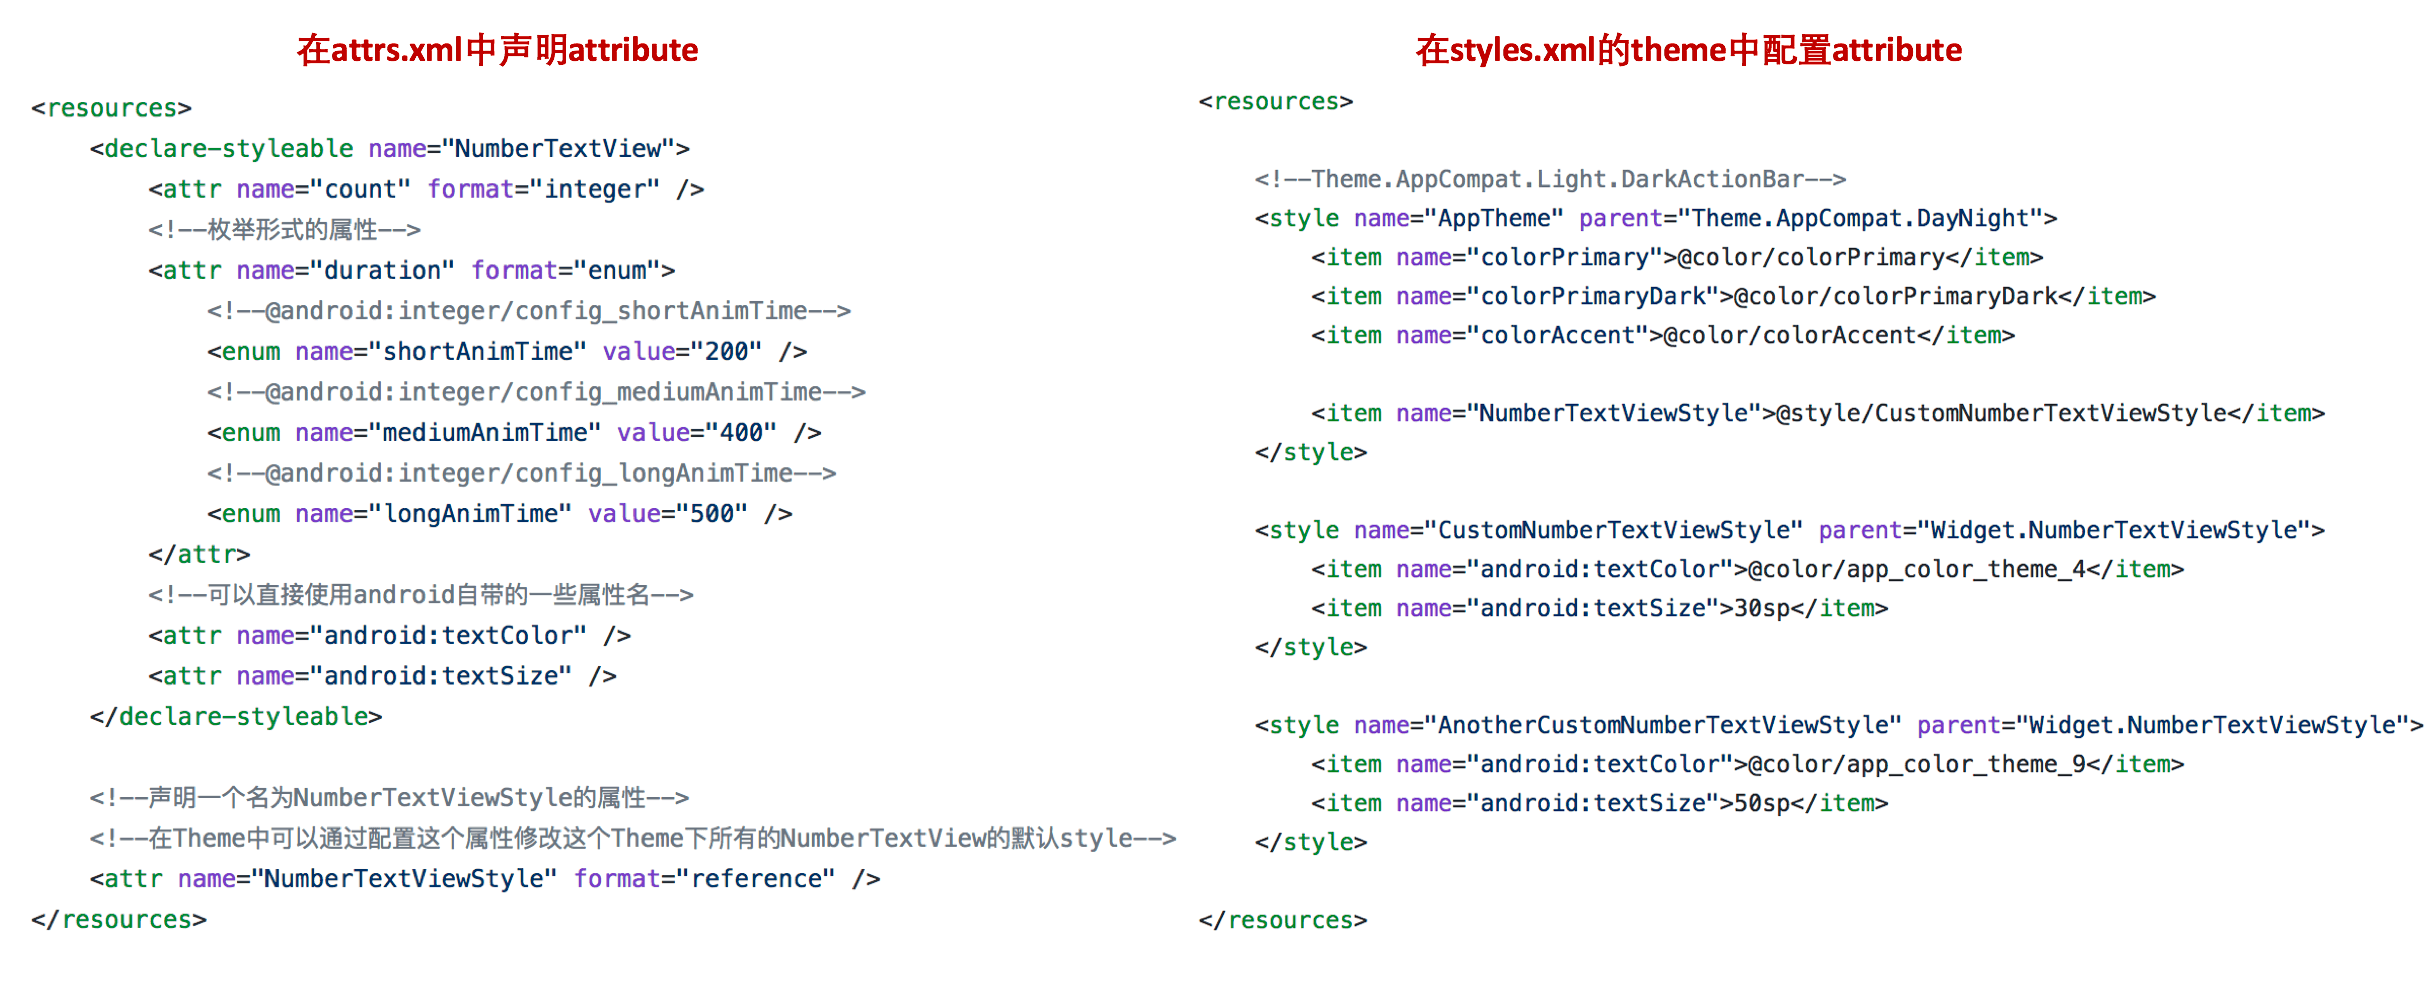 在attrs.xml中声明attribute
<resources>
    <declare-styleable name="NumberTextView">
        <attr name="count" format="integer" />
        <!--枚举形式的属性-->
        <attr name="duration" format="enum">
            <!--@android:integer/config_shortAnimTime-->
            <enum name="shortAnimTime" value="200" />
            <!--@android:integer/config_mediumAnimTime-->
            <enum name="mediumAnimTime" value="400" />
            <!--@android:integer/config_longAnimTime-->
            <enum name="longAnimTime" value="500" />
        </attr>
        <!--可以直接使用android自带的一些属性名-->
        <attr name="android:textColor" />
        <attr name="android:textSize" />
    </declare-styleable>
    <!--声明一个名为NumberTextViewStyle的属性-->
    <!--在Theme中可以通过配置这个属性修改这个Theme下所有的NumberTextView的默认style-->
    <attr name="NumberTextViewStyle" format="reference" />
</resources>
在styles.xml的theme中配置attribute
<resources>
    <!--Theme.AppCompat.Light.DarkActionBar-->
    <style name="AppTheme" parent="Theme.AppCompat.DayNight">
        <item name="colorPrimary">@color/colorPrimary</item>
        <item name="colorPrimaryDark">@color/colorPrimaryDark</item>
        <item name="colorAccent">@color/colorAccent</item>
        <item name="NumberTextViewStyle">@style/CustomNumberTextViewStyle</item>
    </style>
    <style name="CustomNumberTextViewStyle" parent="Widget.NumberTextViewStyle">
        <item name="android:textColor">@color/app_color_theme_4</item>
        <item name="android:textSize">30sp</item>
    </style>
    <style name="AnotherCustomNumberTextViewStyle" parent="Widget.NumberTextViewStyle">
        <item name="android:textColor">@color/app_color_theme_9</item>
        <item name="android:textSize">50sp</item>
    </style>
</resources>